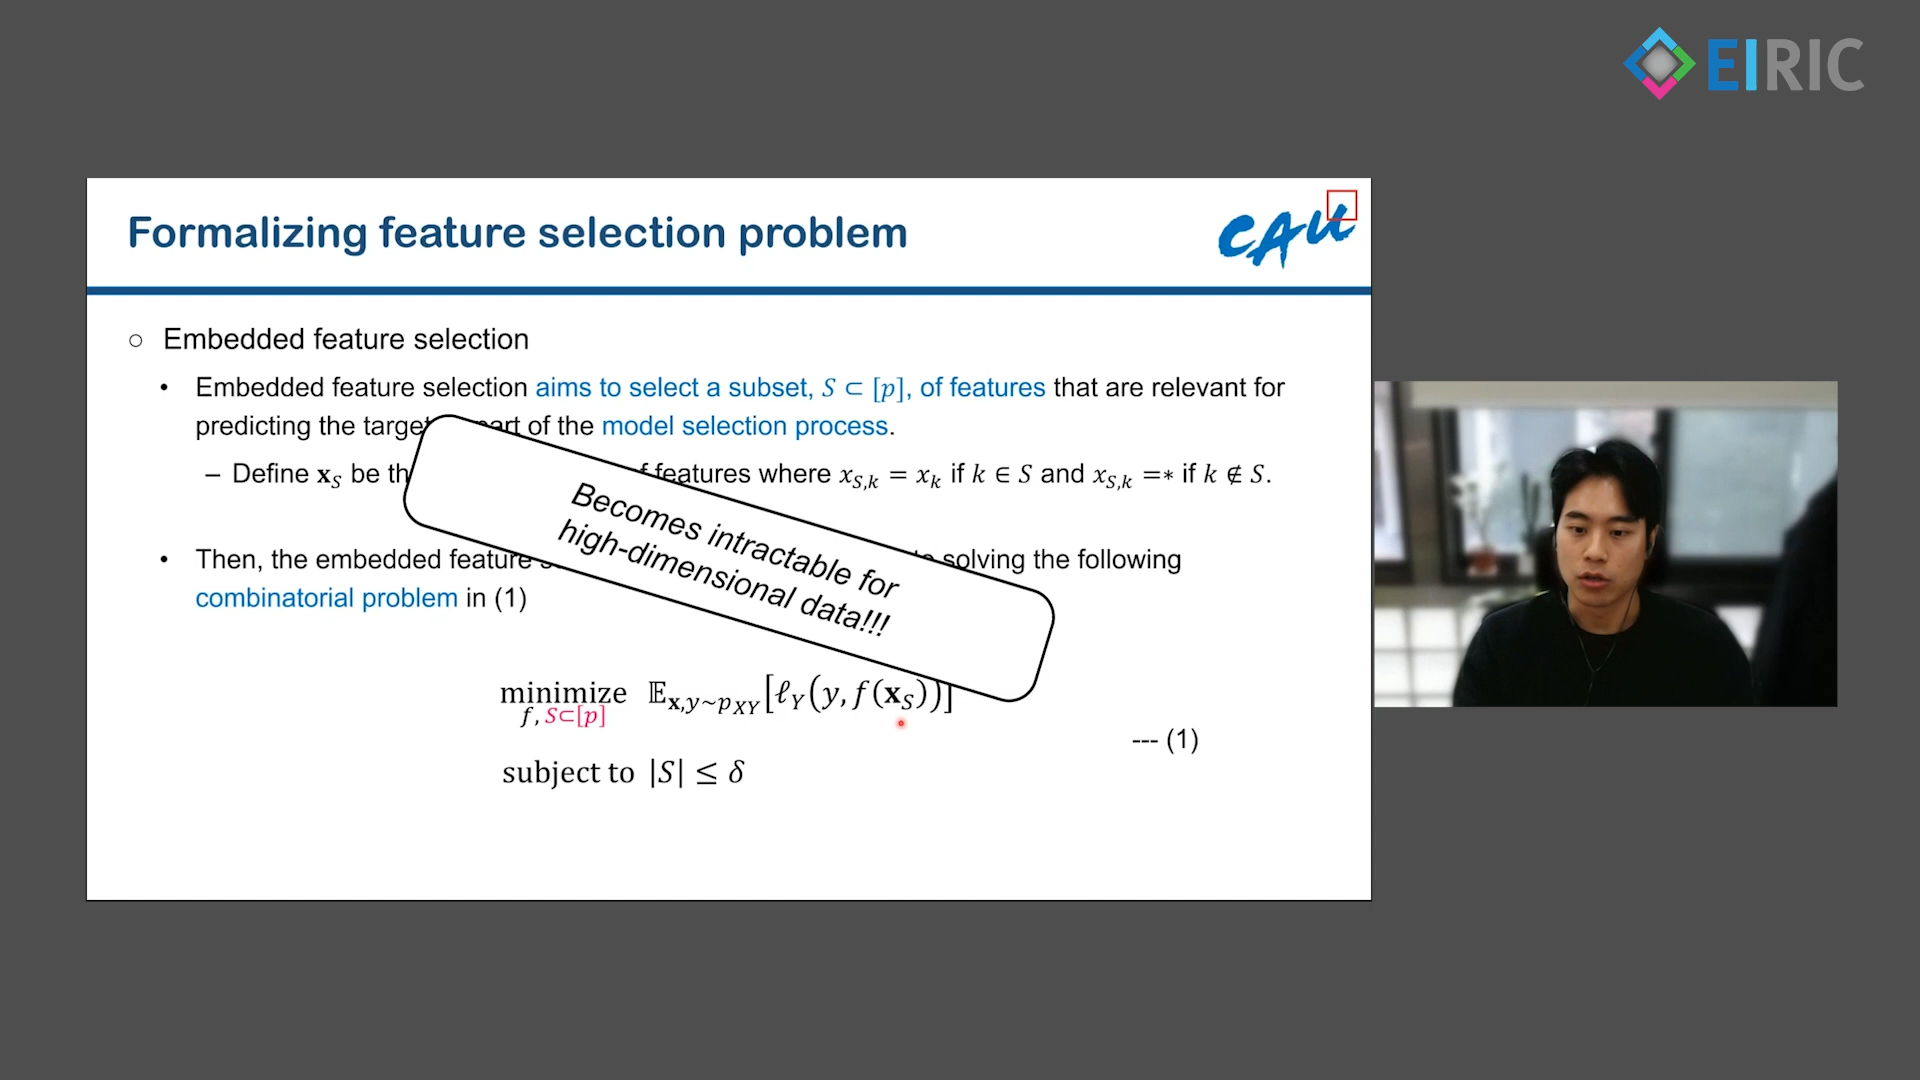 EIRIC
Formalizing feature selection problem
CAU
○ Embedded feature selection
• Embedded feature selection aims to select a subset, S ⊂ [p], of features that are relevant for
predicting the target part of the model selection process.
– Define x_S be th features where x_{S,k} = x_k if k ∈ S and x_{S,k} =∗ if k ∉ S.
Becomes intractable for
high-dimensional data!!!
• Then, the embedded feature solving the following
combinatorial problem in (1)
minimize 𝔼_{x,y~p_{XY}}[ℓ_Y(y, f(x_S))]
f, S⊂[p]
--- (1)
subject to |S| ≤ δ